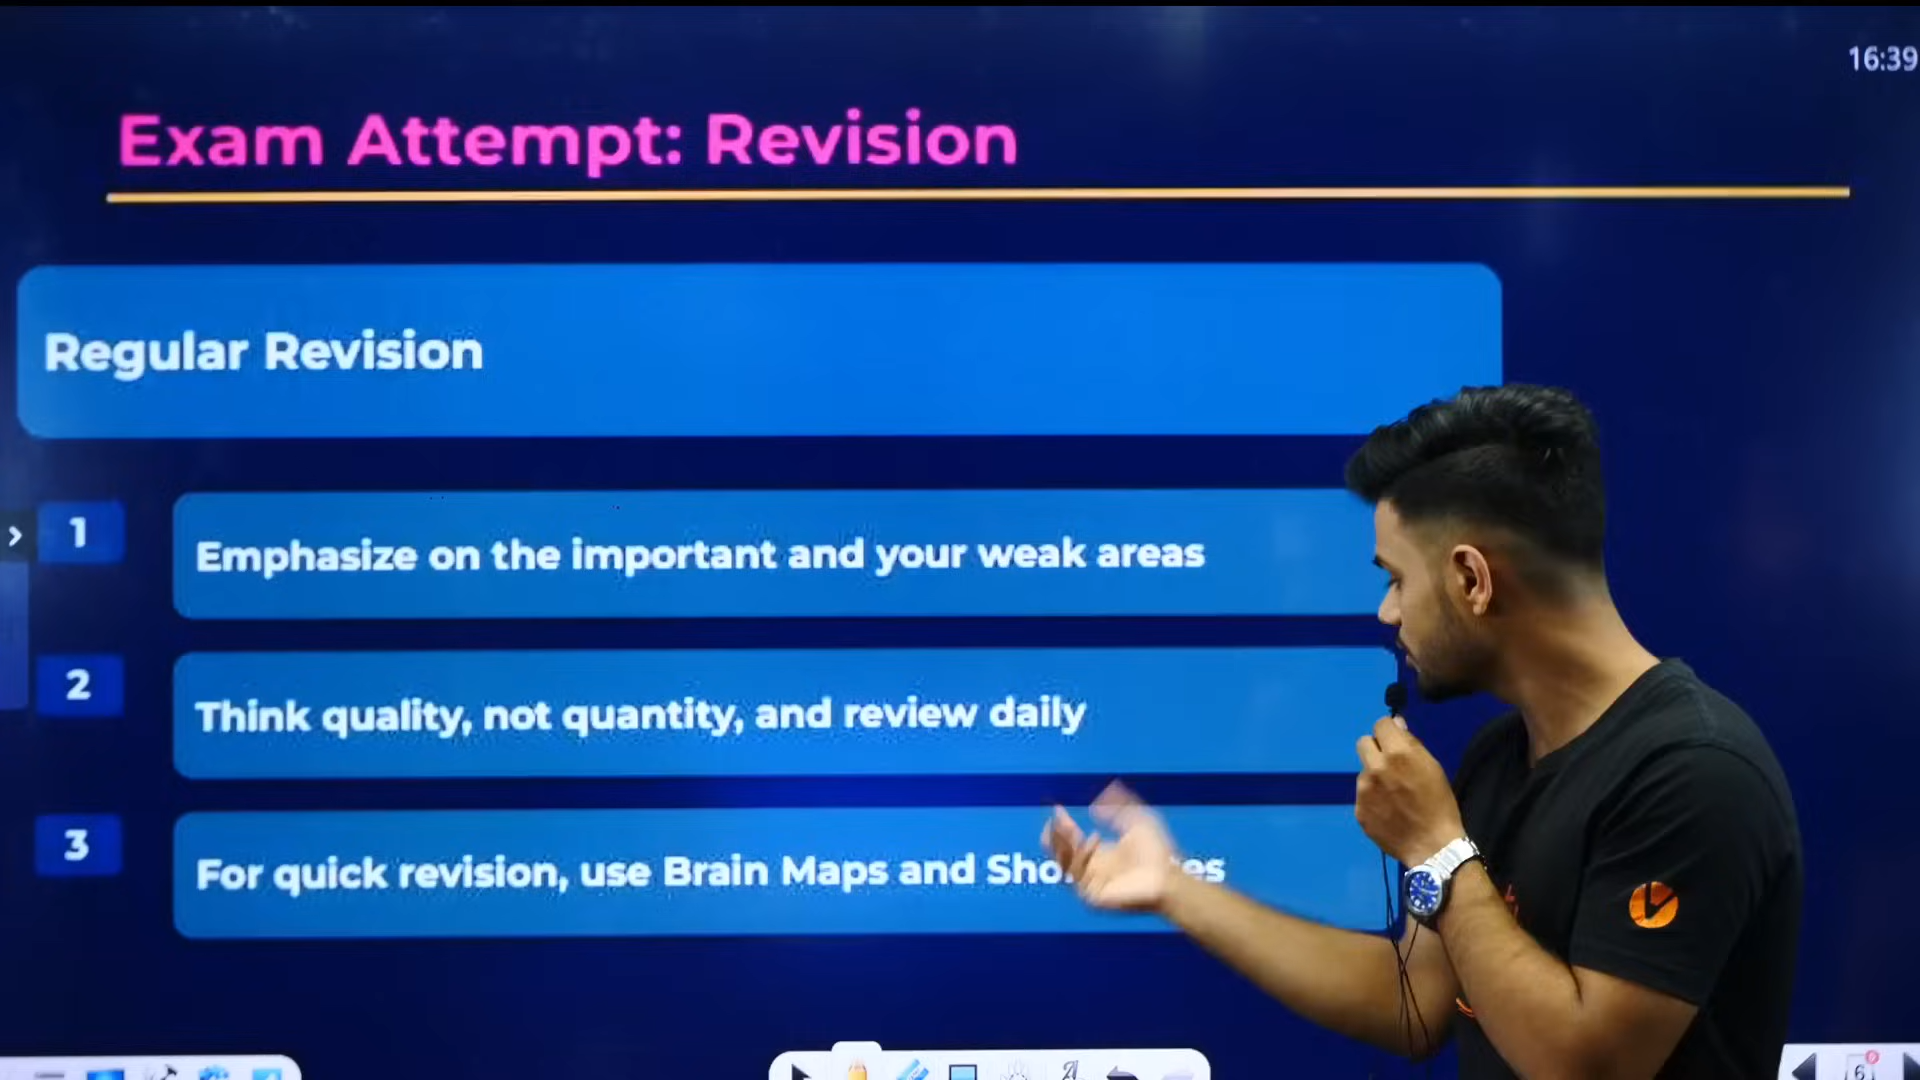 16:39
Exam Attempt: Revision
Regular Revision
1
Emphasize on the important and your weak areas
2
Think quality, not quantity, and review daily
3
For quick revision, use Brain Maps and
6